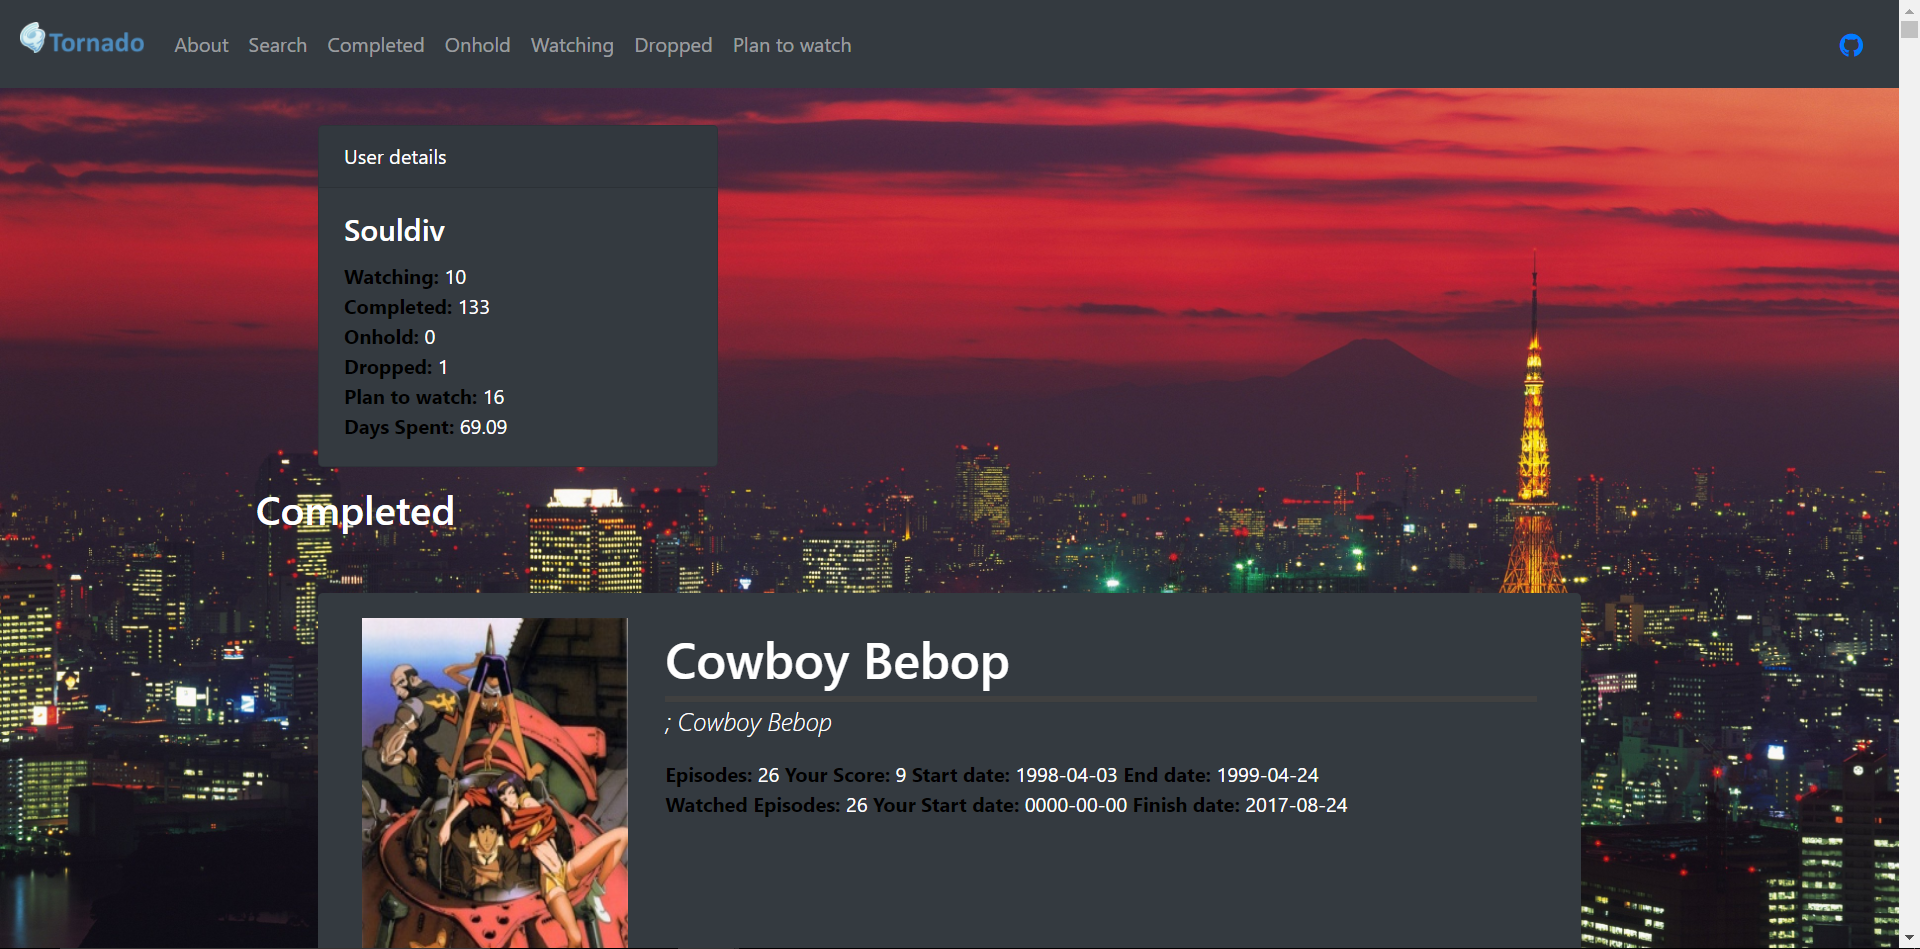 Tornado About Search Completed Onhold Watching Dropped Plan to watch
User details
Souldiv
Watching: 10
Completed: 133
Onhold: 0
Dropped: 1
Plan to watch: 16
Days Spent: 69.09
Completed
Cowboy Bebop
; Cowboy Bebop
Episodes: 26 Your Score: 9 Start date: 1998-04-03 End date: 1999-04-24
Watched Episodes: 26 Your Start date: 0000-00-00 Finish date: 2017-08-24